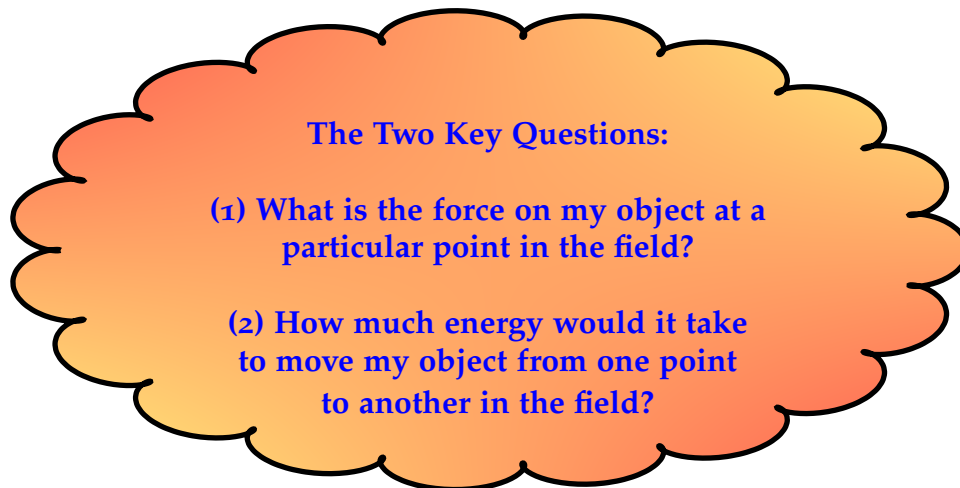 The Two Key Questions:
(1) What is the force on my object at a
particular point in the field?
(2) How much energy would it take
to move my object from one point
to another in the field?